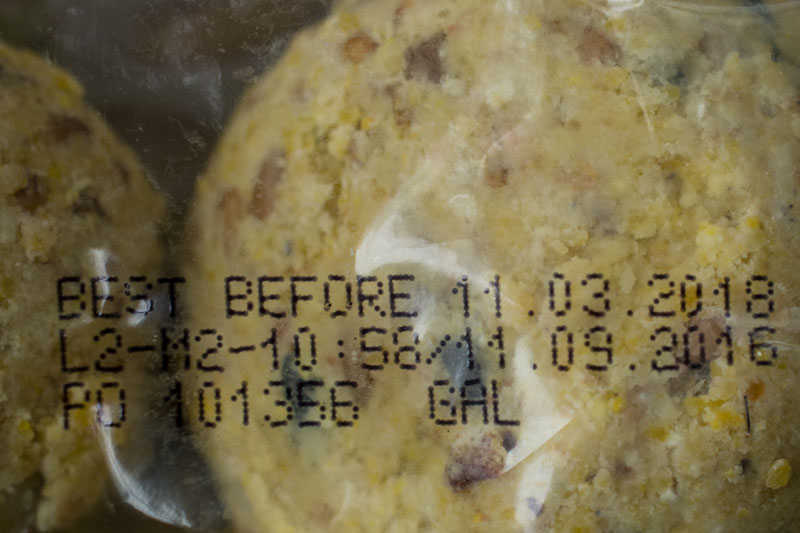 BEST BEFORE 11.03.2018
L2-M2-10:58/11.09.2016
PO 101356 GAL